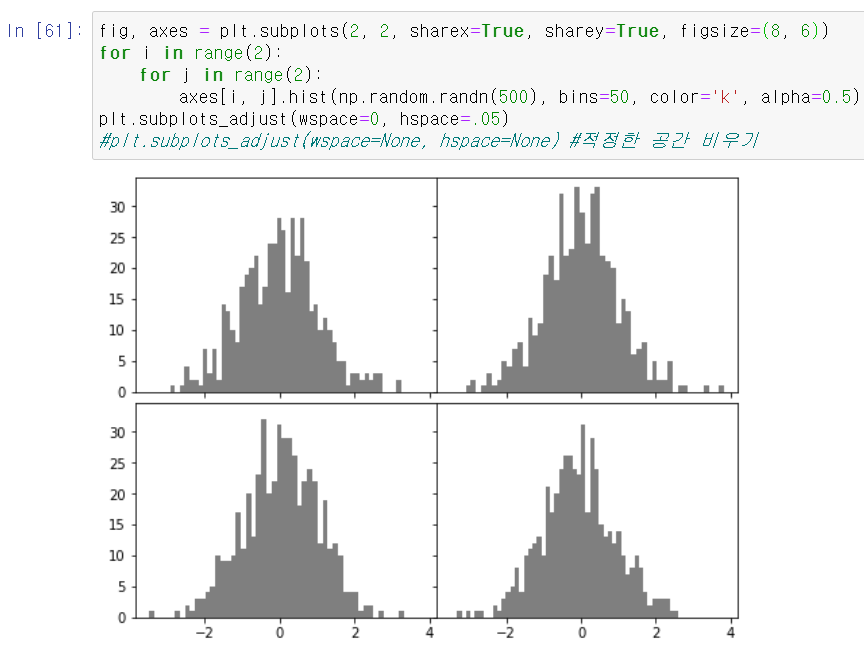 In [61]: fig, axes = plt.subplots(2, 2, sharex=True, sharey=True, figsize=(8, 6))
for i in range(2):
    for j in range(2):
        axes[i, j].hist(np.random.randn(500), bins=50, color='k', alpha=0.5)
plt.subplots_adjust(wspace=0, hspace=.05)
#plt.subplots_adjust(wspace=None, hspace=None) #적정한 공간 비우기
30
25
20
15
10
5
0
30
25
20
15
10
5
0
−2 0 2 4 −2 0 2 4